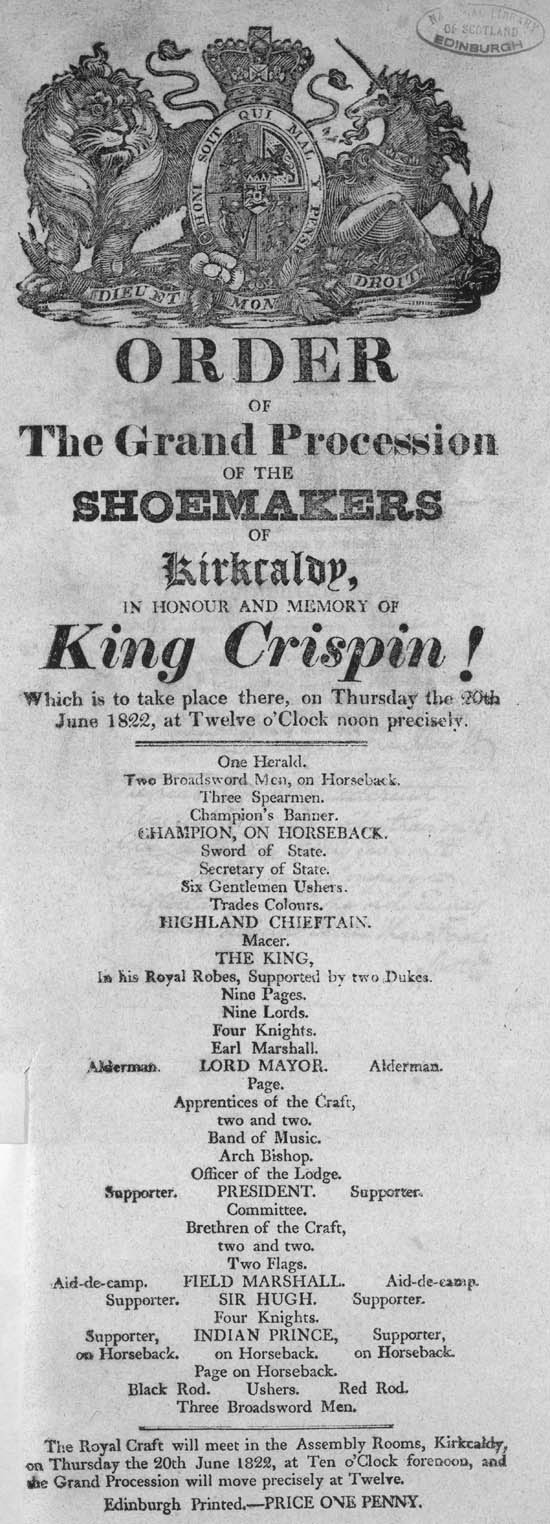 NATIONAL LIBRARY
OF SCOTLAND
EDINBURGH
HONI SOIT QUI MAL Y PENSE
DIEU ET MON DROIT
ORDER
OF
The Grand Procession
OF THE
SHOEMAKERS
OF
Kirkcaldy,
IN HONOUR AND MEMORY OF
King Crispin!
Which is to take place there, on Thursday the 20th
June 1822, at Twelve o'Clock noon precisely.
One Herald.
Two Broadsword Men, on Horseback.
Three Spearmen.
Champion's Banner.
CHAMPION, ON HORSEBACK.
Sword of State.
Secretary of State.
Six Gentlemen Ushers.
Trades Colours.
HIGHLAND CHIEFTAIN.
Macer.
THE KING,
In his Royal Robes, Supported by two Dukes.
Nine Pages.
Nine Lords.
Four Knights.
Earl Marshall.
Alderman. LORD MAYOR. Alderman.
Page.
Apprentices of the Craft,
two and two.
Band of Music.
Arch Bishop.
Officer of the Lodge.
Supporter. PRESIDENT. Supporter.
Committee.
Brethren of the Craft,
two and two.
Two Flags.
Aid-de-camp. FIELD MARSHALL. Aid-de-camp.
Supporter. SIR HUGH. Supporter.
Four Knights.
Supporter, INDIAN PRINCE, Supporter,
on Horseback. on Horseback. on Horseback.
Page on Horseback.
Black Rod. Ushers. Red Rod.
Three Broadsword Men.
The Royal Craft will meet in the Assembly Rooms, Kirkcaldy,
on Thursday the 20th June 1822, at Ten o'Clock forenoon, and
the Grand Procession will move precisely at Twelve.
Edinburgh Printed,—PRICE ONE PENNY.